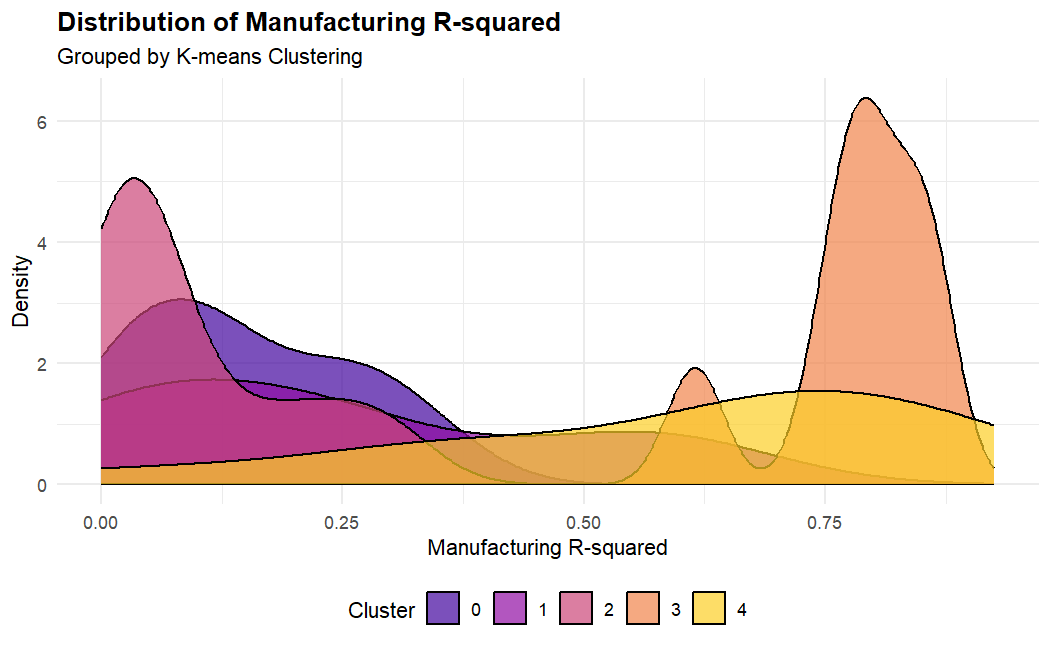 Distribution of Manufacturing R-squared
Grouped by K-means Clustering
6
4
2
0
Density
0.00 0.25 0.50 0.75
Manufacturing R-squared
Cluster 0 1 2 3 4